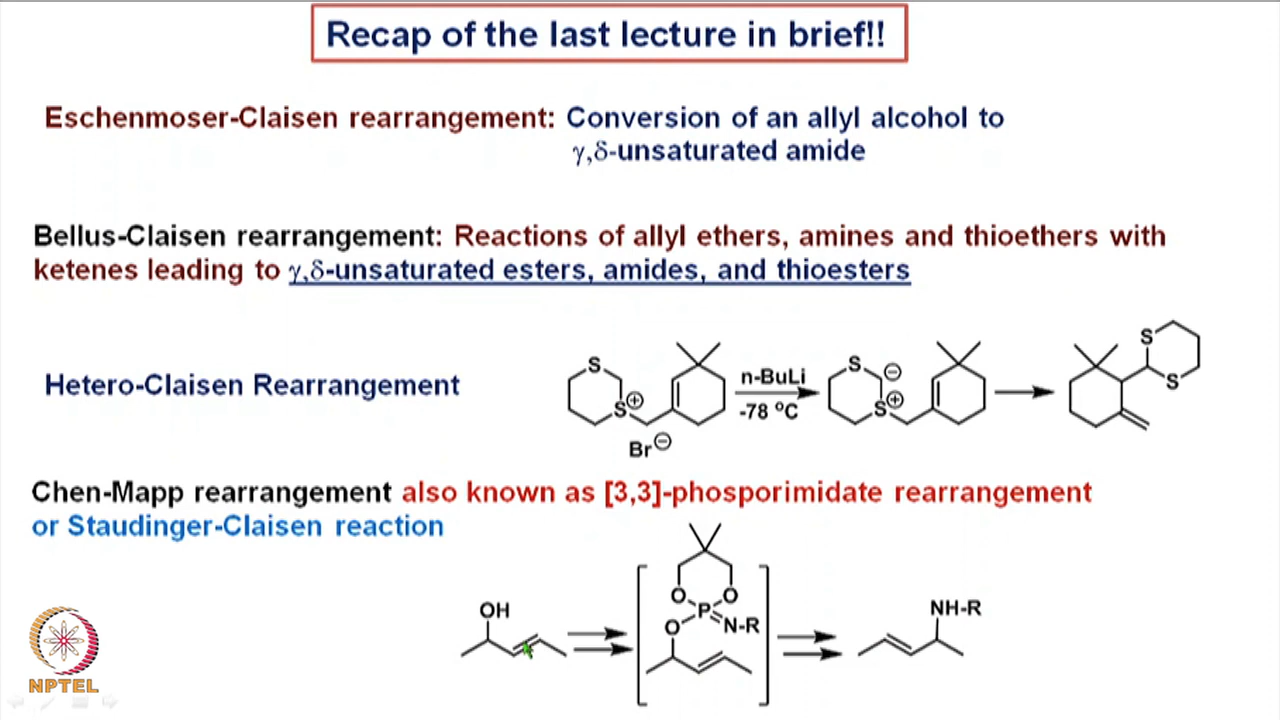 Recap of the last lecture in brief!!
Eschenmoser-Claisen rearrangement: Conversion of an allyl alcohol to
γ,δ-unsaturated amide
Bellus-Claisen rearrangement: Reactions of allyl ethers, amines and thioethers with
ketenes leading to γ,δ-unsaturated esters, amides, and thioesters
Hetero-Claisen Rearrangement
S
S⊕
Br⊖
n-BuLi
-78 ºC
S
⊖
S⊕
S
S
Chen-Mapp rearrangement also known as [3,3]-phosporimidate rearrangement
or Staudinger-Claisen reaction
OH
O
O
P
O
N-R
NH-R
NPTEL